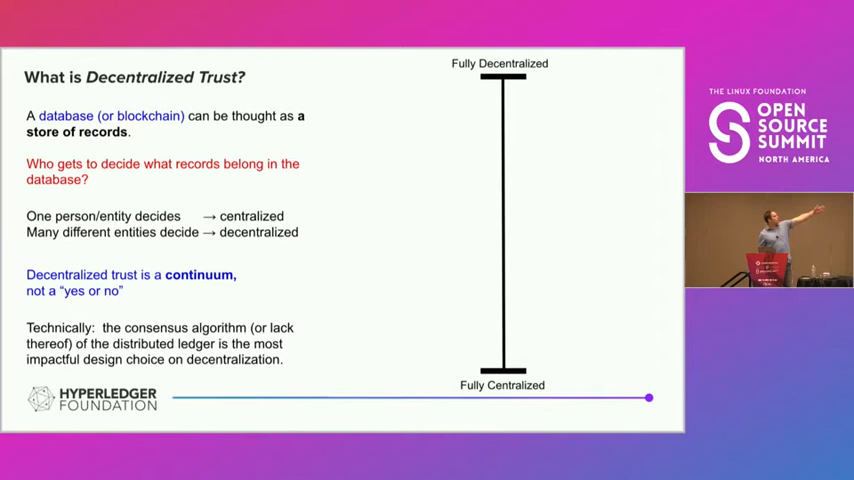 What is Decentralized Trust?
A database (or blockchain) can be thought as a
store of records.
Who gets to decide what records belong in the
database?
One person/entity decides → centralized
Many different entities decide → decentralized
Decentralized trust is a continuum,
not a “yes or no”
Technically: the consensus algorithm (or lack
thereof) of the distributed ledger is the most
impactful design choice on decentralization.
HYPERLEDGER
FOUNDATION
Fully Decentralized
Fully Centralized
THE LINUX FOUNDATION
OPEN
SOURCE
SUMMIT
NORTH AMERICA